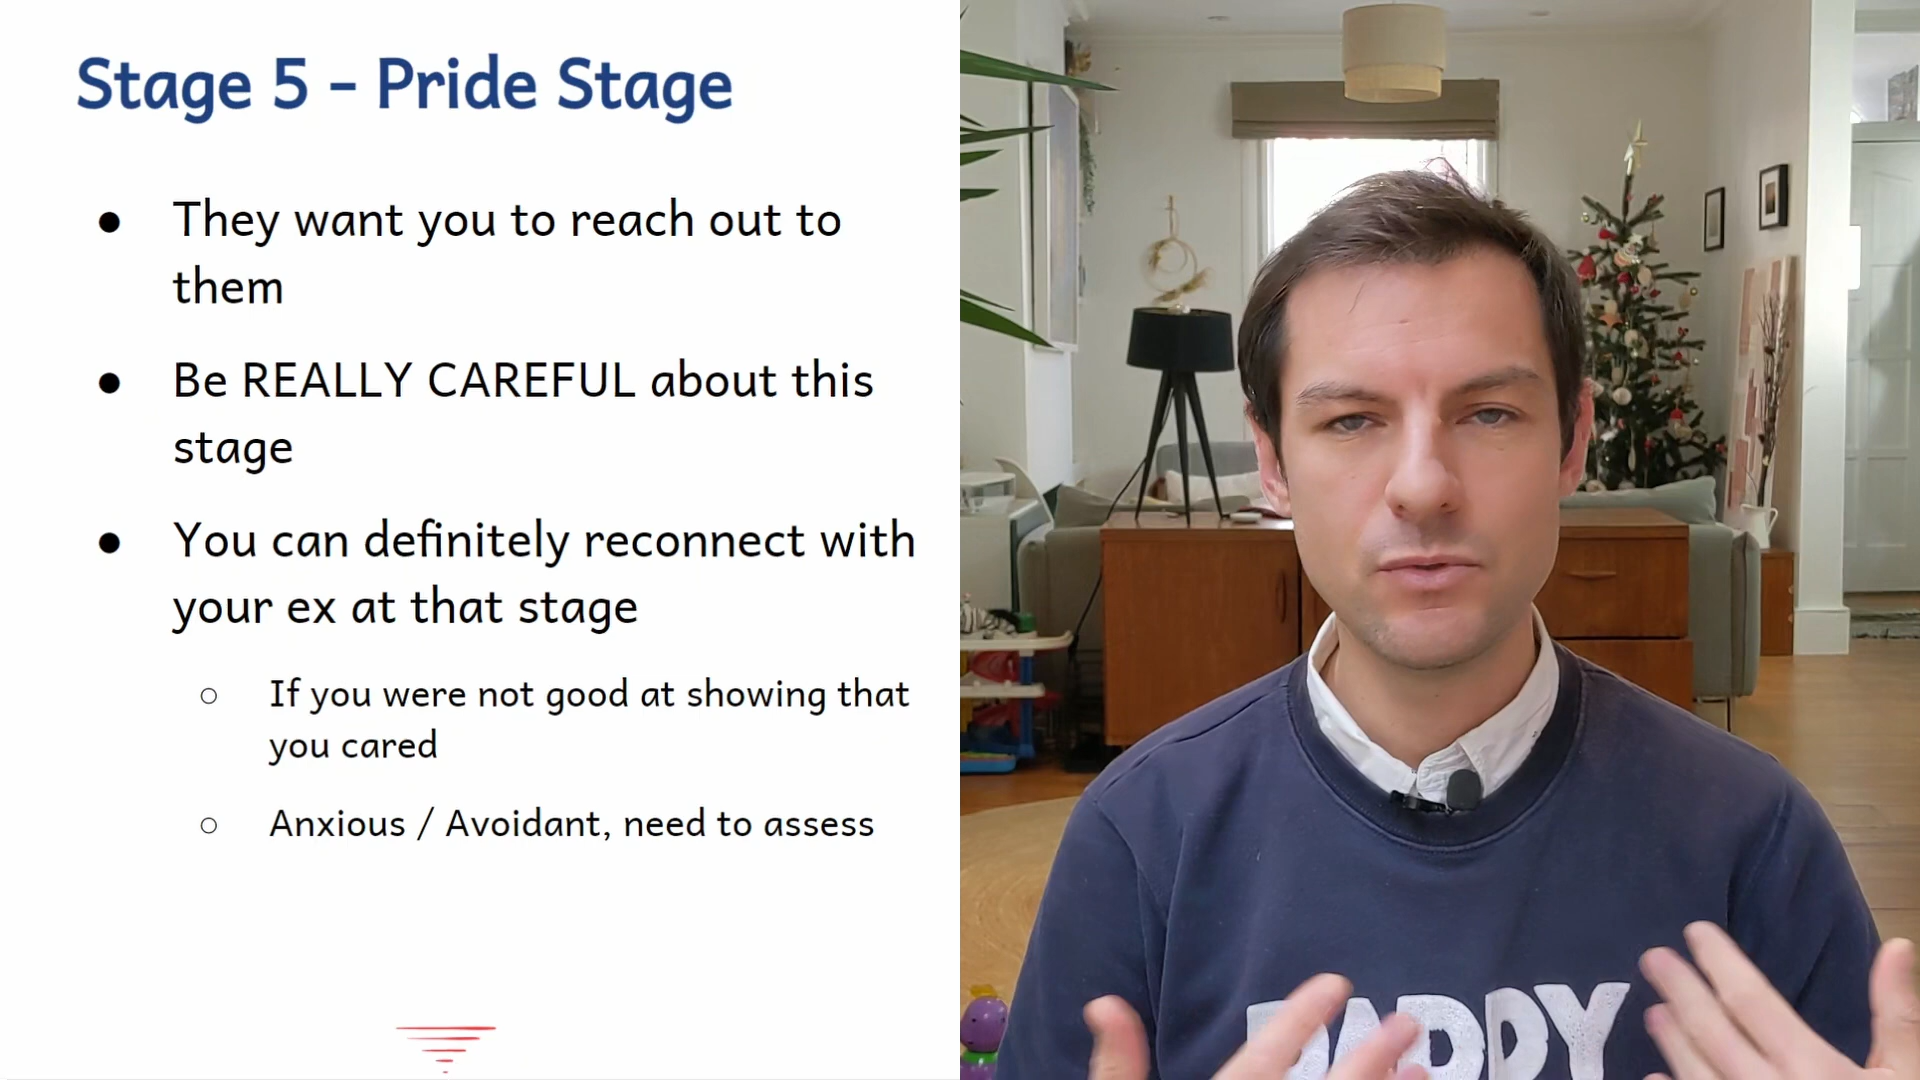 Stage 5 - Pride Stage
● They want you to reach out to
them
● Be REALLY CAREFUL about this
stage
● You can definitely reconnect with
your ex at that stage
○ If you were not good at showing that
you cared
○ Anxious / Avoidant, need to assess
DADDY